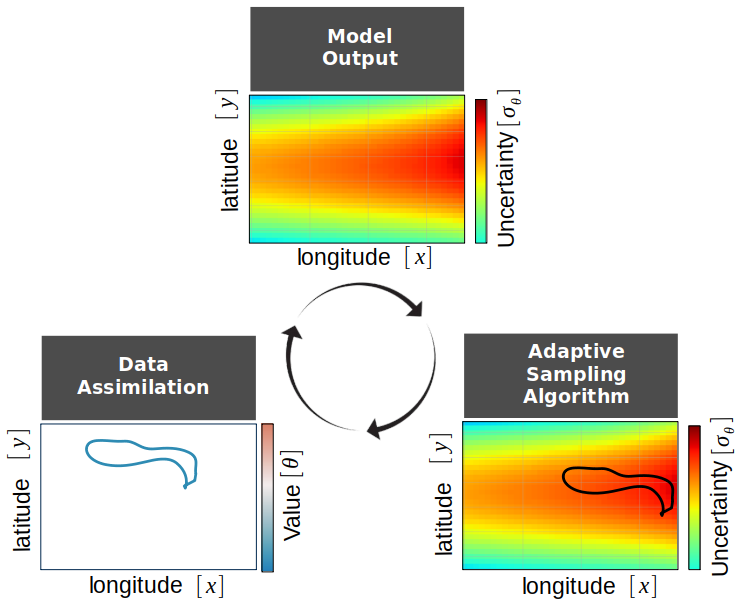 Model
Output
latitude [y]
Uncertainty [σθ]
longitude [x]
Data
Assimilation
latitude [y]
Value [θ]
longitude [x]
Adaptive
Sampling
Algorithm
latitude [y]
Uncertainty [σθ]
longitude [x]